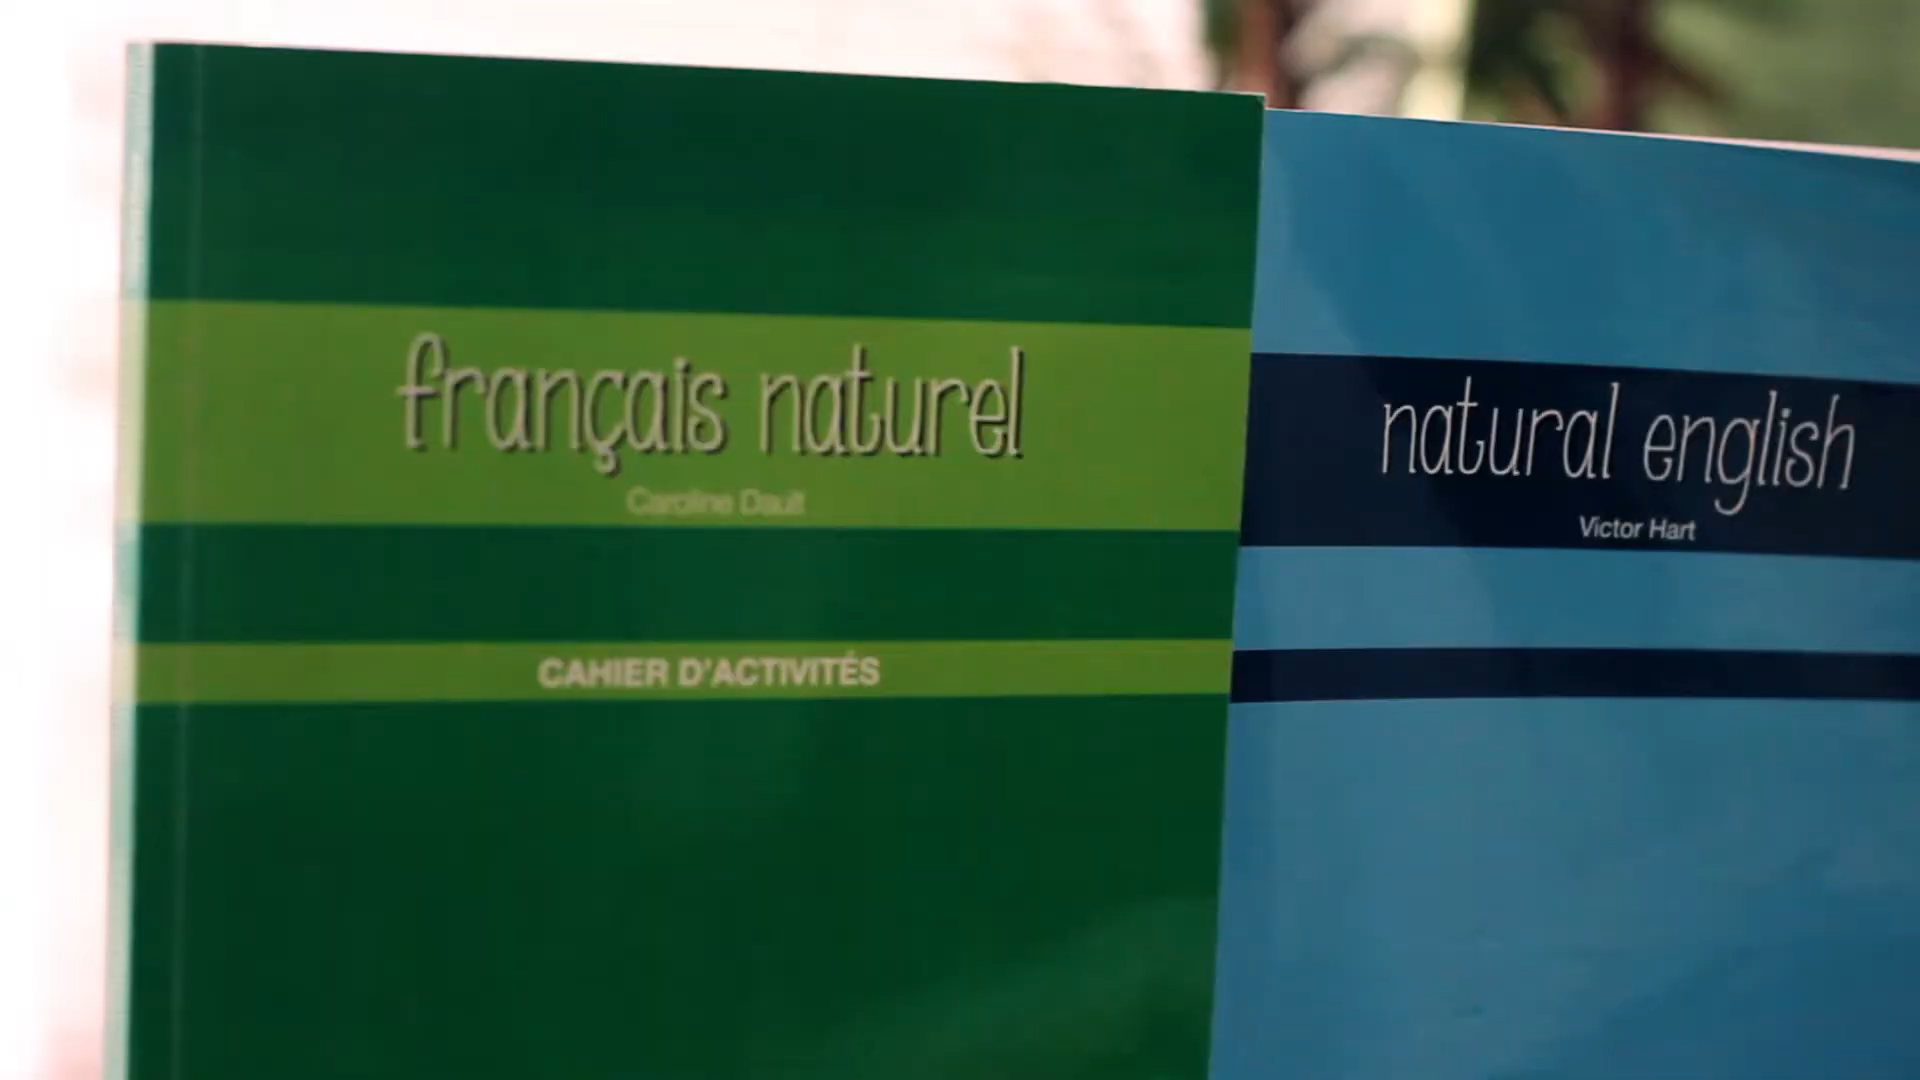 français naturel
Caroline Dault
CAHIER D'ACTIVITÉS
natural english
Victor Hart